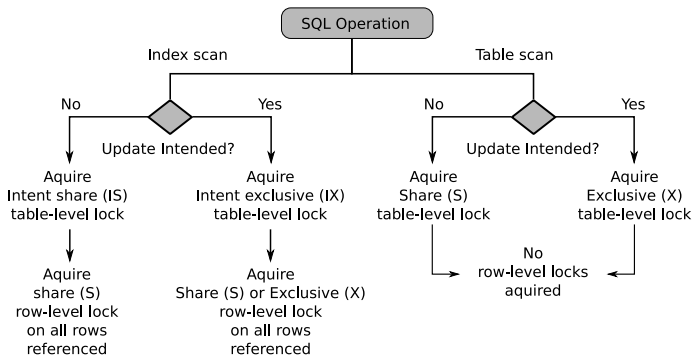 SQL Operation
Index scan
Table scan
No
Yes
No
Yes
Update Intended?
Update Intended?
Aquire
Intent share (IS)
table-level lock
Aquire
Intent exclusive (IX)
table-level lock
Aquire
Share (S)
table-level lock
Aquire
Exclusive (X)
table-level lock
Aquire
share (S)
row-level lock
on all rows
referenced
Aquire
Share (S) or Exclusive (X)
row-level lock
on all rows
referenced
No
row-level locks
aquired